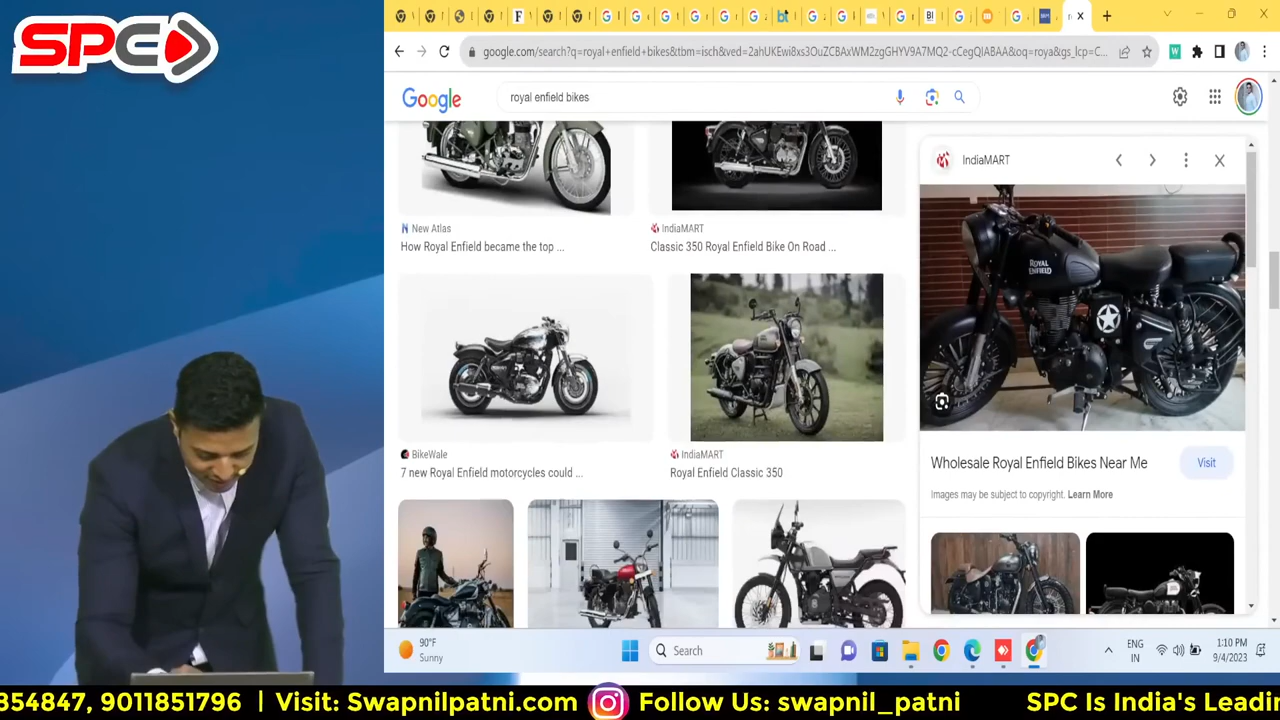 SPC
google.com/search?q=royal+enfield+bikes&tbm=isch&ved=2ahUKEwi8xs3OuZCBAxWM2zgGHYV9A7MQ2-cCegQIABAA&oq=roya&gs_lcp=C...
Google
royal enfield bikes
New Atlas
How Royal Enfield became the top ...
IndiaMART
Classic 350 Royal Enfield Bike On Road ...
BikeWale
7 new Royal Enfield motorcycles could ...
IndiaMART
Royal Enfield Classic 350
IndiaMART
ROYAL
ENFIELD
Wholesale Royal Enfield Bikes Near Me
Visit
Images may be subject to copyright. Learn More
90°F
Sunny
Search
ENG
IN
1:10 PM
9/4/2023
354847, 9011851796 | Visit: Swapnilpatni.com Follow Us: swapnil_patni SPC Is India's Leadi